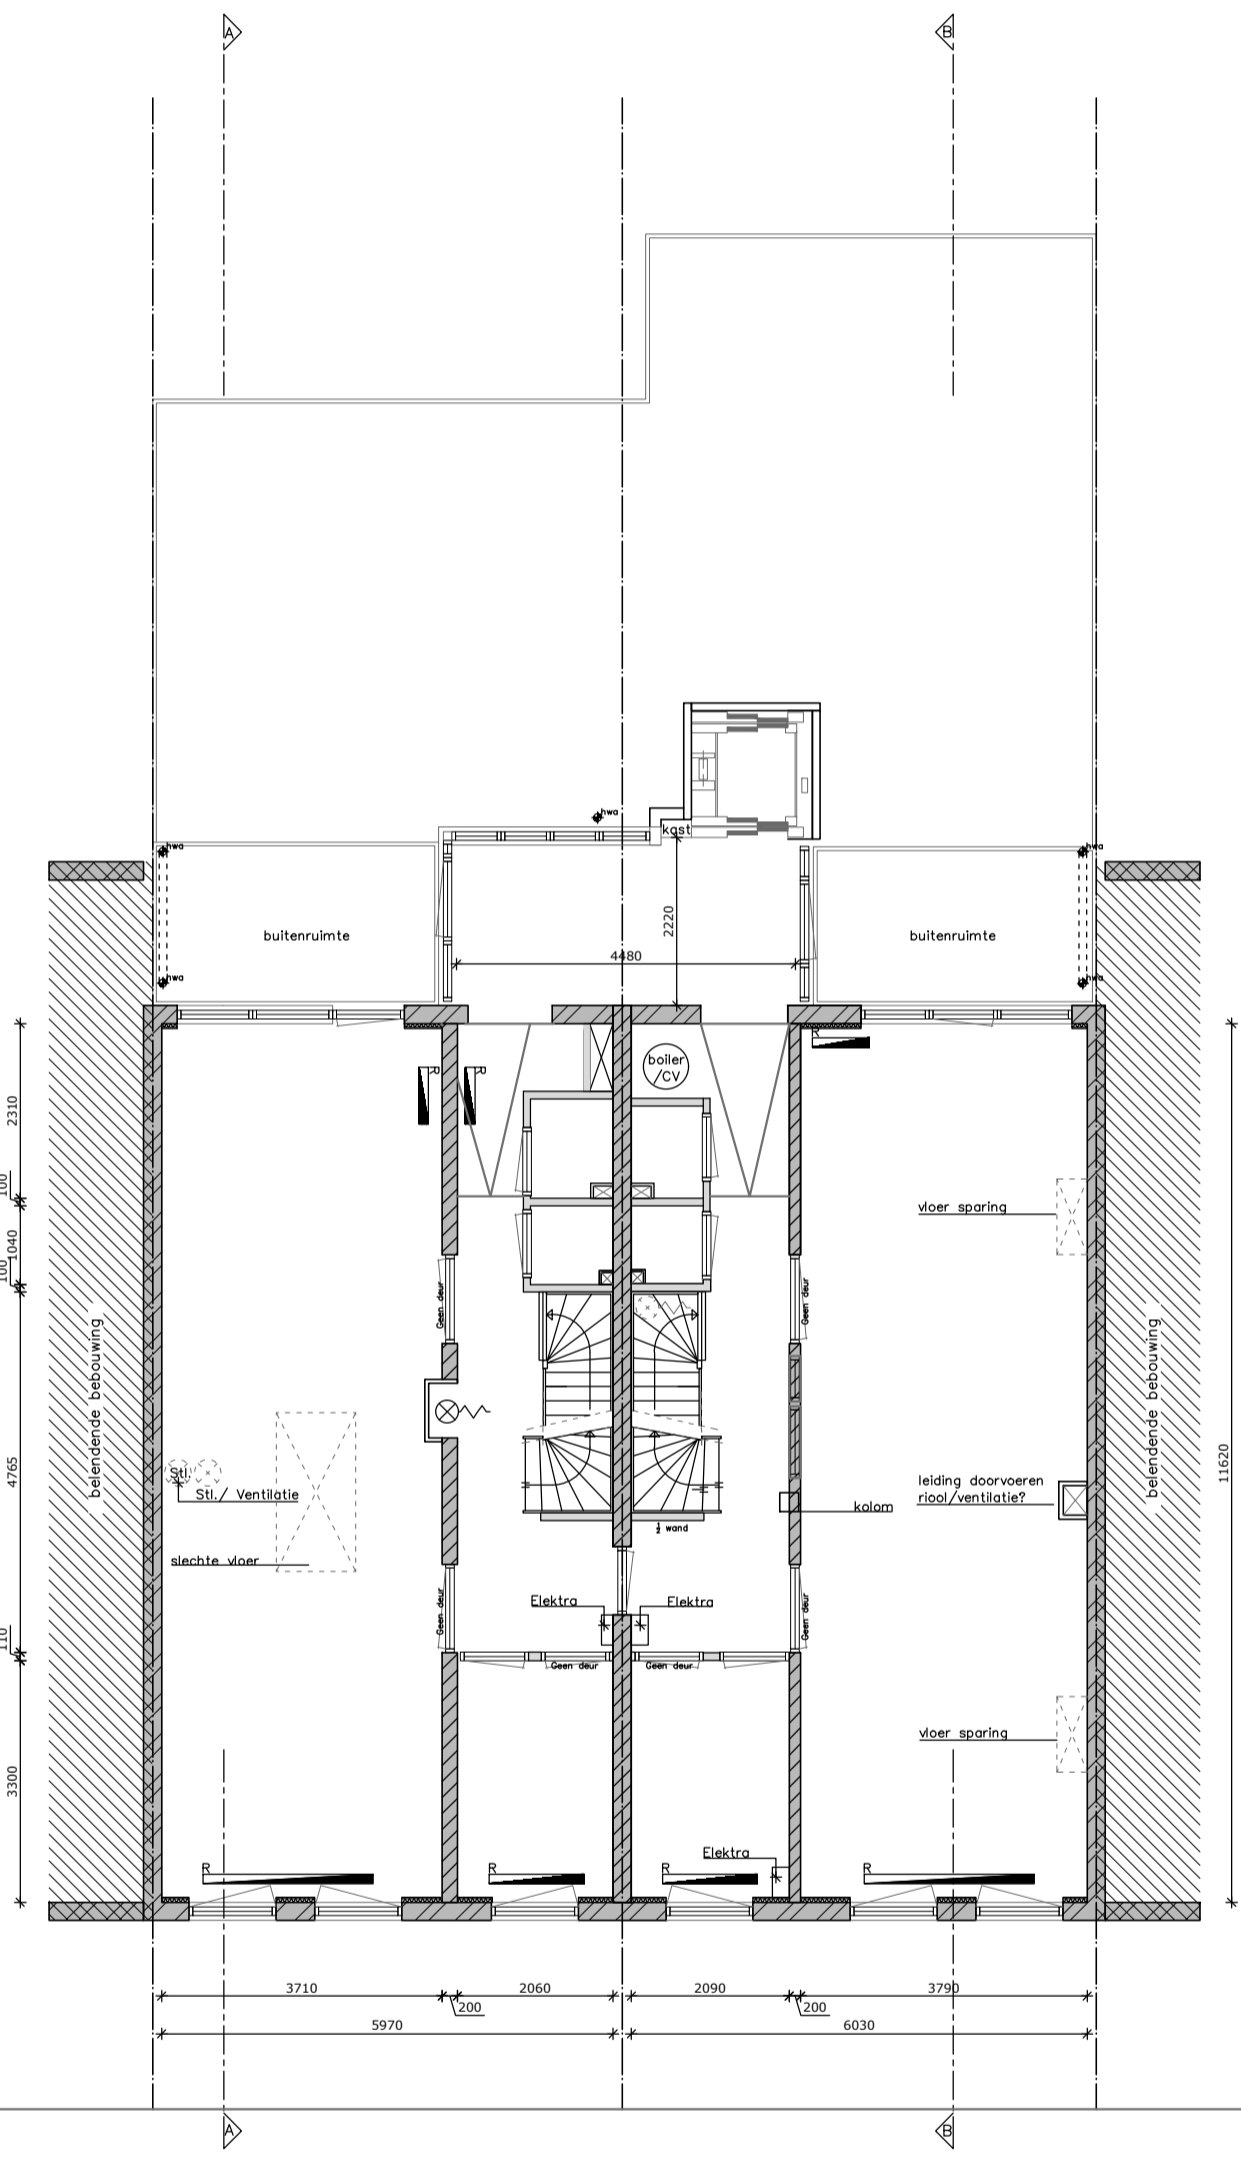 A
B
hwa
kast
hwa
hwa
2220
buitenruimte
buitenruimte
4480
hwa
hwa
R
boiler
/CV
R
R
2310
100
vloer sparing
1040
100
Geen deur
Geen deur
belendende bebouwing
belendende bebouwing
11620
4765
Stl.
Stl./ Ventilatie
leiding doorvoeren
riool/ventilatie?
kolom
½ wand
slechte vloer
Elektra
Elektra
Geen deur
Geen deur
110
Geen deur
Geen deur
vloer sparing
3300
Elektra
R
R
R
R
3710
2060
2090
3790
200
200
5970
6030
A
B